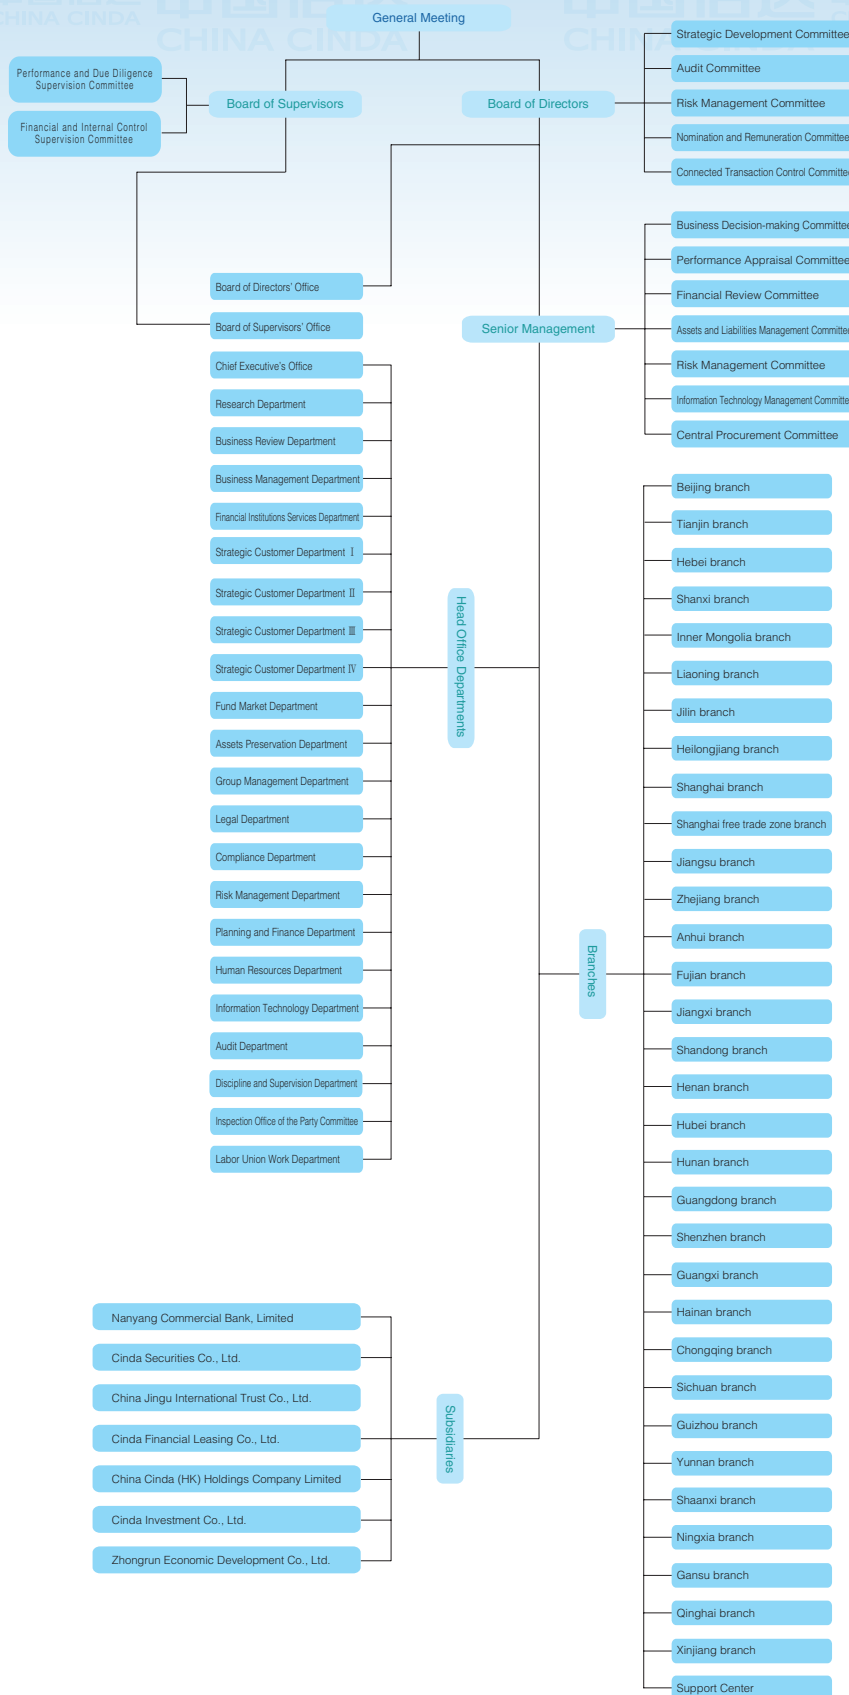 中国信达
CHINA CINDA
CHINA CINDA
General Meeting
Performance and Due Diligence
Supervision Committee
Financial and Internal Control
Supervision Committee
Board of Supervisors
Board of Directors
Strategic Development Committee
Audit Committee
Risk Management Committee
Nomination and Remuneration Committee
Connected Transaction Control Committee
Business Decision-making Committee
Performance Appraisal Committee
Financial Review Committee
Assets and Liabilities Management Committee
Risk Management Committee
Information Technology Management Committee
Central Procurement Committee
Senior Management
Board of Directors' Office
Board of Supervisors' Office
Chief Executive's Office
Research Department
Business Review Department
Business Management Department
Financial Institutions Services Department
Strategic Customer Department Ⅰ
Strategic Customer Department Ⅱ
Strategic Customer Department Ⅲ
Strategic Customer Department Ⅳ
Fund Market Department
Assets Preservation Department
Group Management Department
Legal Department
Compliance Department
Risk Management Department
Planning and Finance Department
Human Resources Department
Information Technology Department
Audit Department
Discipline and Supervision Department
Inspection Office of the Party Committee
Labor Union Work Department
Head Office Departments
Branches
Beijing branch
Tianjin branch
Hebei branch
Shanxi branch
Inner Mongolia branch
Liaoning branch
Jilin branch
Heilongjiang branch
Shanghai branch
Shanghai free trade zone branch
Jiangsu branch
Zhejiang branch
Anhui branch
Fujian branch
Jiangxi branch
Shandong branch
Henan branch
Hubei branch
Hunan branch
Guangdong branch
Shenzhen branch
Guangxi branch
Hainan branch
Chongqing branch
Sichuan branch
Guizhou branch
Yunnan branch
Shaanxi branch
Ningxia branch
Gansu branch
Qinghai branch
Xinjiang branch
Support Center
Nanyang Commercial Bank, Limited
Cinda Securities Co., Ltd.
China Jingu International Trust Co., Ltd.
Cinda Financial Leasing Co., Ltd.
China Cinda (HK) Holdings Company Limited
Cinda Investment Co., Ltd.
Zhongrun Economic Development Co., Ltd.
Subsidiaries